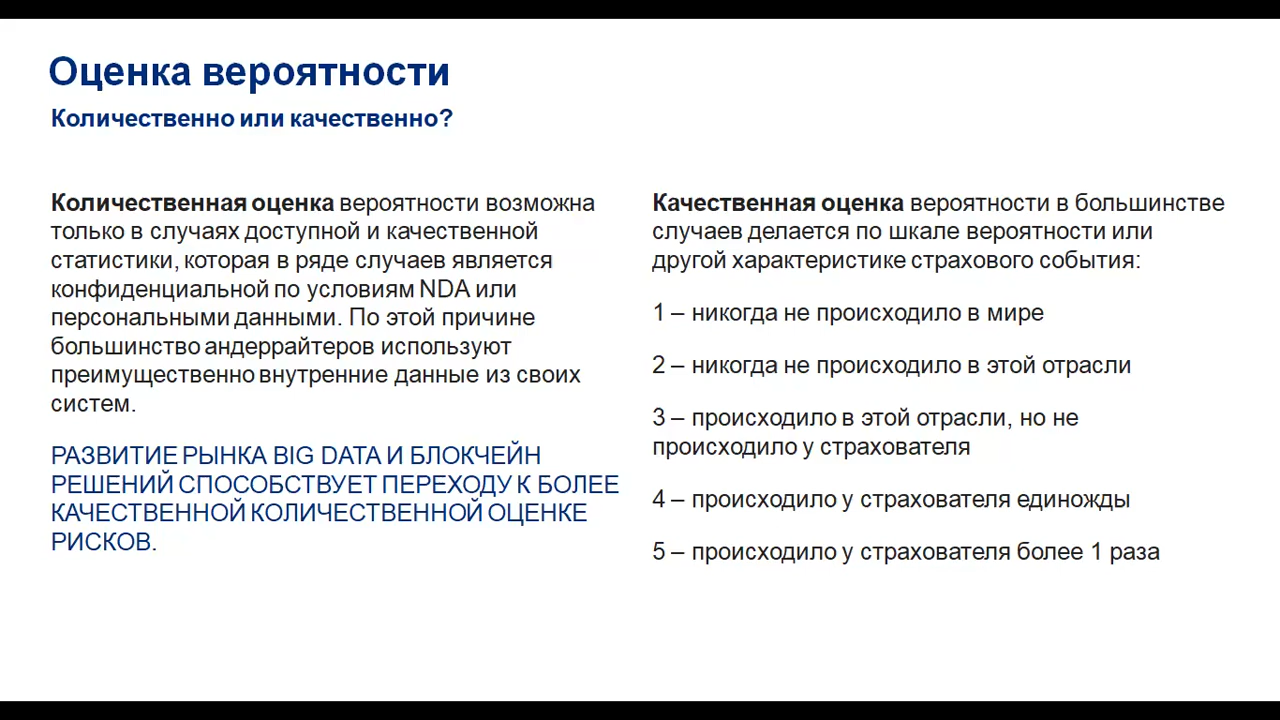 Оценка вероятности
Количественно или качественно?
Количественная оценка вероятности возможна
только в случаях доступной и качественной
статистики, которая в ряде случаев является
конфиденциальной по условиям NDA или
персональными данными. По этой причине
большинство андеррайтеров используют
преимущественно внутренние данные из своих
систем.
РАЗВИТИЕ РЫНКА BIG DATA И БЛОКЧЕЙН
РЕШЕНИЙ СПОСОБСТВУЕТ ПЕРЕХОДУ К БОЛЕЕ
КАЧЕСТВЕННОЙ КОЛИЧЕСТВЕННОЙ ОЦЕНКЕ
РИСКОВ.
Качественная оценка вероятности в большинстве
случаев делается по шкале вероятности или
другой характеристике страхового события:
1 – никогда не происходило в мире
2 – никогда не происходило в этой отрасли
3 – происходило в этой отрасли, но не
происходило у страхователя
4 – происходило у страхователя единожды
5 – происходило у страхователя более 1 раза